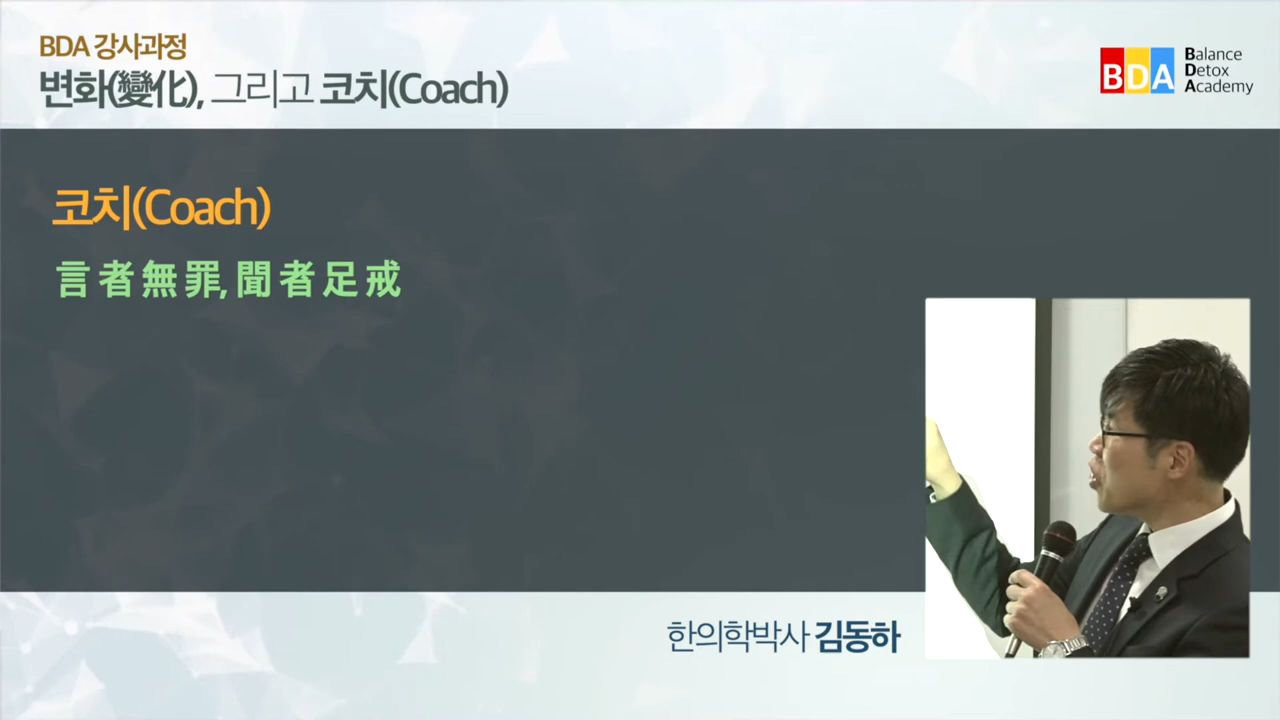 BDA 강사과정
변화(變化), 그리고 코치(Coach)
BDA
Balance
Detox
Academy
코치(Coach)
言者無罪, 聞者足戒
한의학박사 김동하